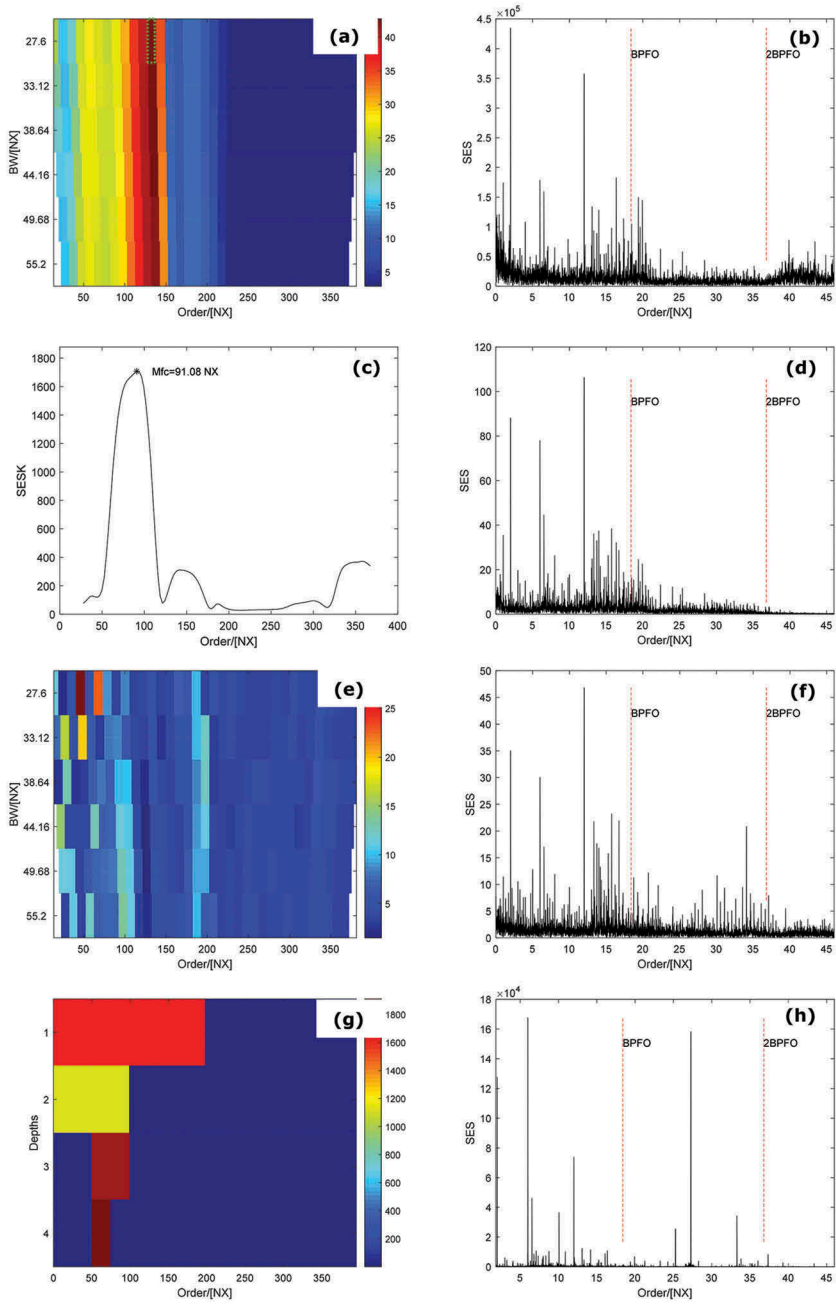 (a)
27.6
33.12
38.64
44.16
49.68
55.2
BW/[NX]
50 100 150 200 250 300 350
Order/[NX]
40
35
30
25
20
15
10
5
(b)
×10⁵
4.5
4
3.5
3
2.5
2
1.5
1
0.5
0
SES
BPFO
2BPFO
0 5 10 15 20 25 30 35 40 45
Order/[NX]
(c)
1800
1600
1400
1200
1000
800
600
400
200
0
SESK
Mfc=91.08 NX
0 50 100 150 200 250 300 350 400
Order/[NX]
(d)
120
100
80
60
40
20
0
SES
BPFO
2BPFO
0 5 10 15 20 25 30 35 40 45
Order/[NX]
(e)
27.6
33.12
38.64
44.16
49.68
55.2
BW/[NX]
50 100 150 200 250 300 350
Order/[NX]
25
20
15
10
5
(f)
50
45
40
35
30
25
20
15
10
5
0
SES
BPFO
2BPFO
0 5 10 15 20 25 30 35 40 45
Order/[NX]
(g)
1
2
3
4
Depths
0 50 100 150 200 250 300 350
Order/[NX]
1800
1600
1400
1200
1000
800
600
400
200
(h)
×10⁴
18
16
14
12
10
8
6
4
2
0
SES
BPFO
2BPFO
5 10 15 20 25 30 35 40 45
Order/[NX]